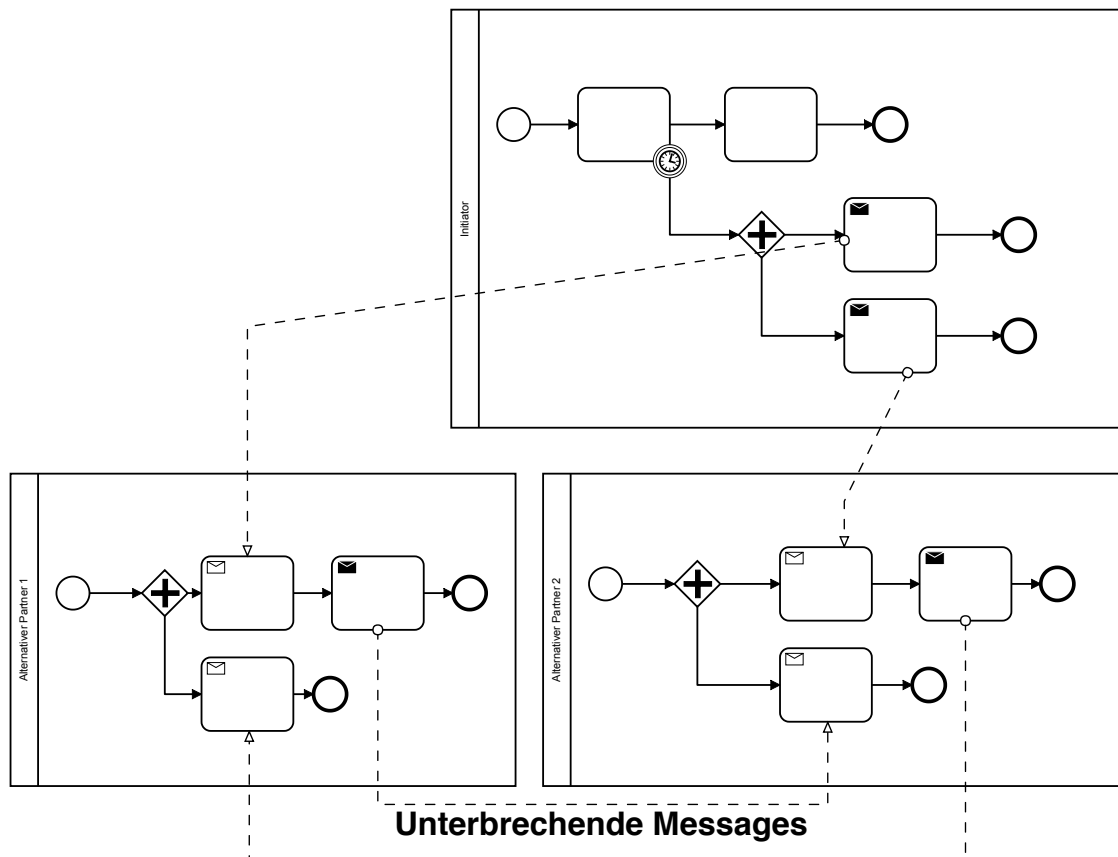 Initiator
Alternativer Partner 1
Alternativer Partner 2
Unterbrechende Messages